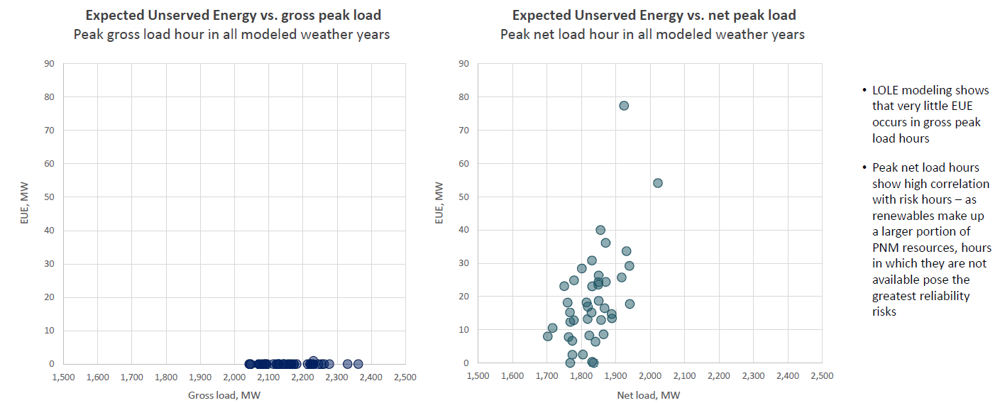 Expected Unserved Energy vs. gross peak load
Peak gross load hour in all modeled weather years
90
80
70
60
50
40
30
20
10
0
EUE, MW
1,500 1,600 1,700 1,800 1,900 2,000 2,100 2,200 2,300 2,400 2,500
Gross load, MW
Expected Unserved Energy vs. net peak load
Peak net load hour in all modeled weather years
90
80
70
60
50
40
30
20
10
0
EUE, MW
1,500 1,600 1,700 1,800 1,900 2,000 2,100 2,200 2,300 2,400 2,500
Net load, MW
• LOLE modeling shows
that very little EUE
occurs in gross peak
load hours
• Peak net load hours
show high correlation
with risk hours – as
renewables make up
a larger portion of
PNM resources, hours
in which they are not
available pose the
greatest reliability
risks